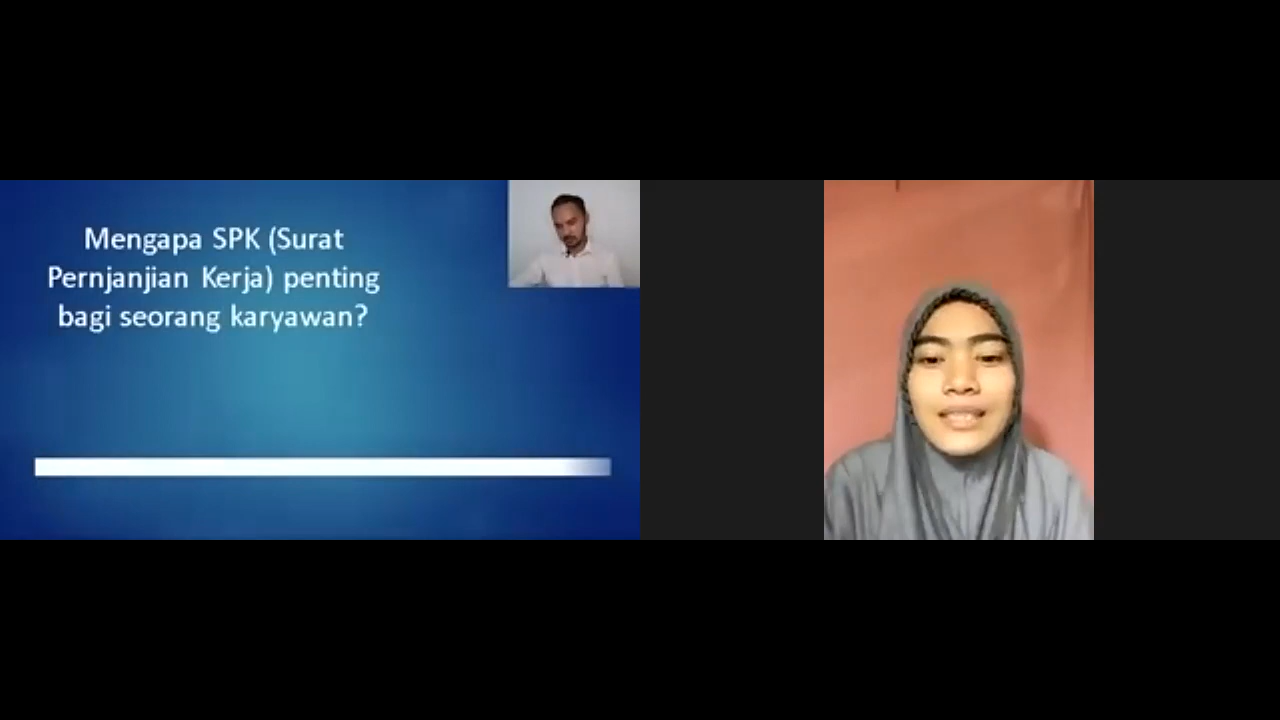 Mengapa SPK (Surat
Pernjanjian Kerja) penting
bagi seorang karyawan?